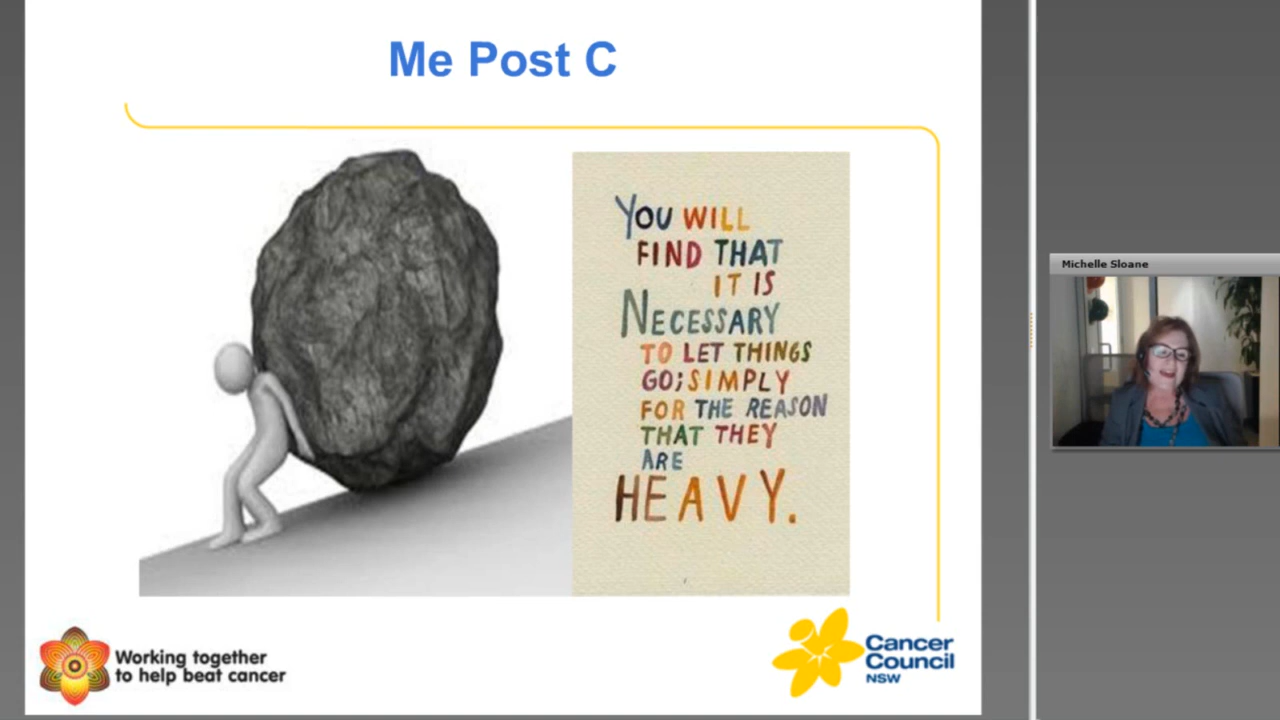 Me Post C
YOU WILL
FIND THAT
IT IS
NECESSARY
TO LET THINGS
GO; SIMPLY
FOR THE REASON
THAT THEY
ARE
HEAVY.
Working together
to help beat cancer
Cancer
Council
NSW
Michelle Sloane